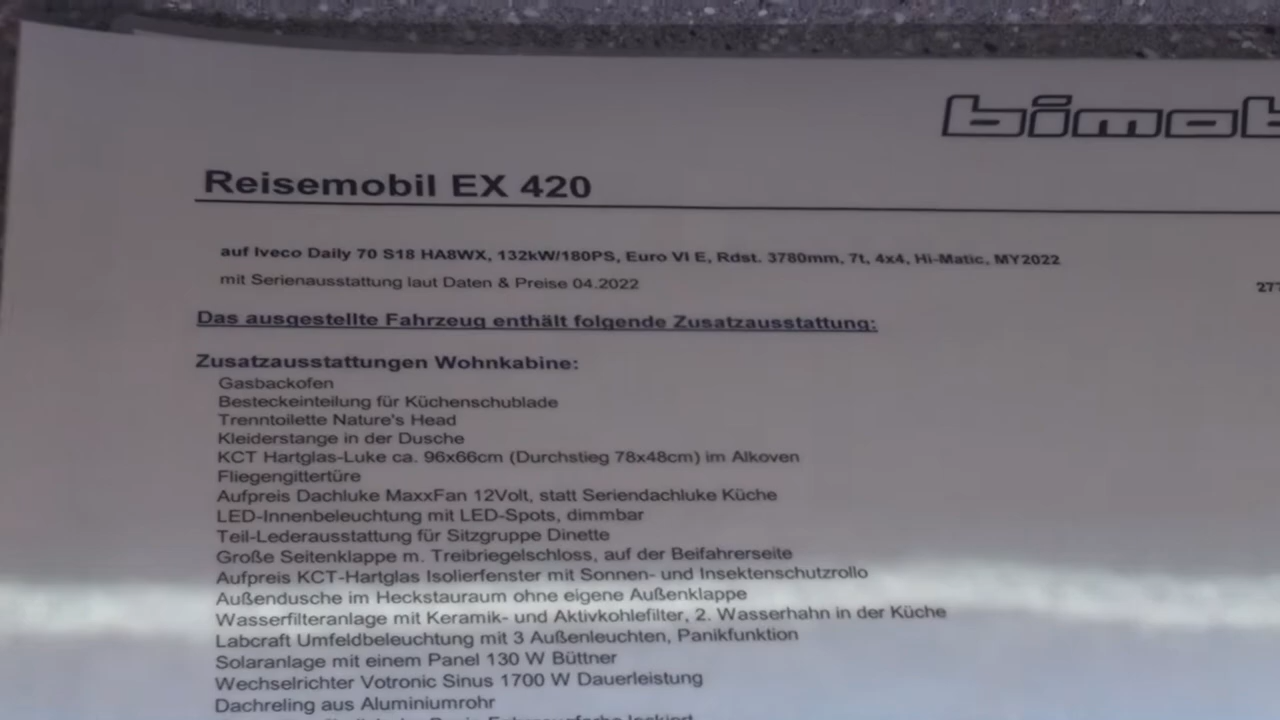 bimob
Reisemobil EX 420
auf Iveco Daily 70 S18 HA8WX, 132kW/180PS, Euro VI E, Rdst. 3780mm, 7t, 4x4, Hi-Matic, MY2022
mit Serienausstattung laut Daten & Preise 04.2022
277
Das ausgestellte Fahrzeug enthält folgende Zusatzausstattung:
Zusatzausstattungen Wohnkabine:
Gasbackofen
Besteckeinteilung für Küchenschublade
Trenntoilette Nature's Head
Kleiderstange in der Dusche
KCT Hartglas-Luke ca. 96x66cm (Durchstieg 78x48cm) im Alkoven
Fliegengittertüre
Aufpreis Dachluke MaxxFan 12Volt, statt Seriendachluke Küche
LED-Innenbeleuchtung mit LED-Spots, dimmbar
Teil-Lederausstattung für Sitzgruppe Dinette
Große Seitenklappe m. Treibriegelschloss, auf der Beifahrerseite
Aufpreis KCT-Hartglas Isolierfenster mit Sonnen- und Insektenschutzrollo
Außendusche im Heckstauraum ohne eigene Außenklappe
Wasserfilteranlage mit Keramik- und Aktivkohlefilter, 2. Wasserhahn in der Küche
Labcraft Umfeldbeleuchtung mit 3 Außenleuchten, Panikfunktion
Solaranlage mit einem Panel 130 W Büttner
Wechselrichter Votronic Sinus 1700 W Dauerleistung
Dachreling aus Aluminiumrohr